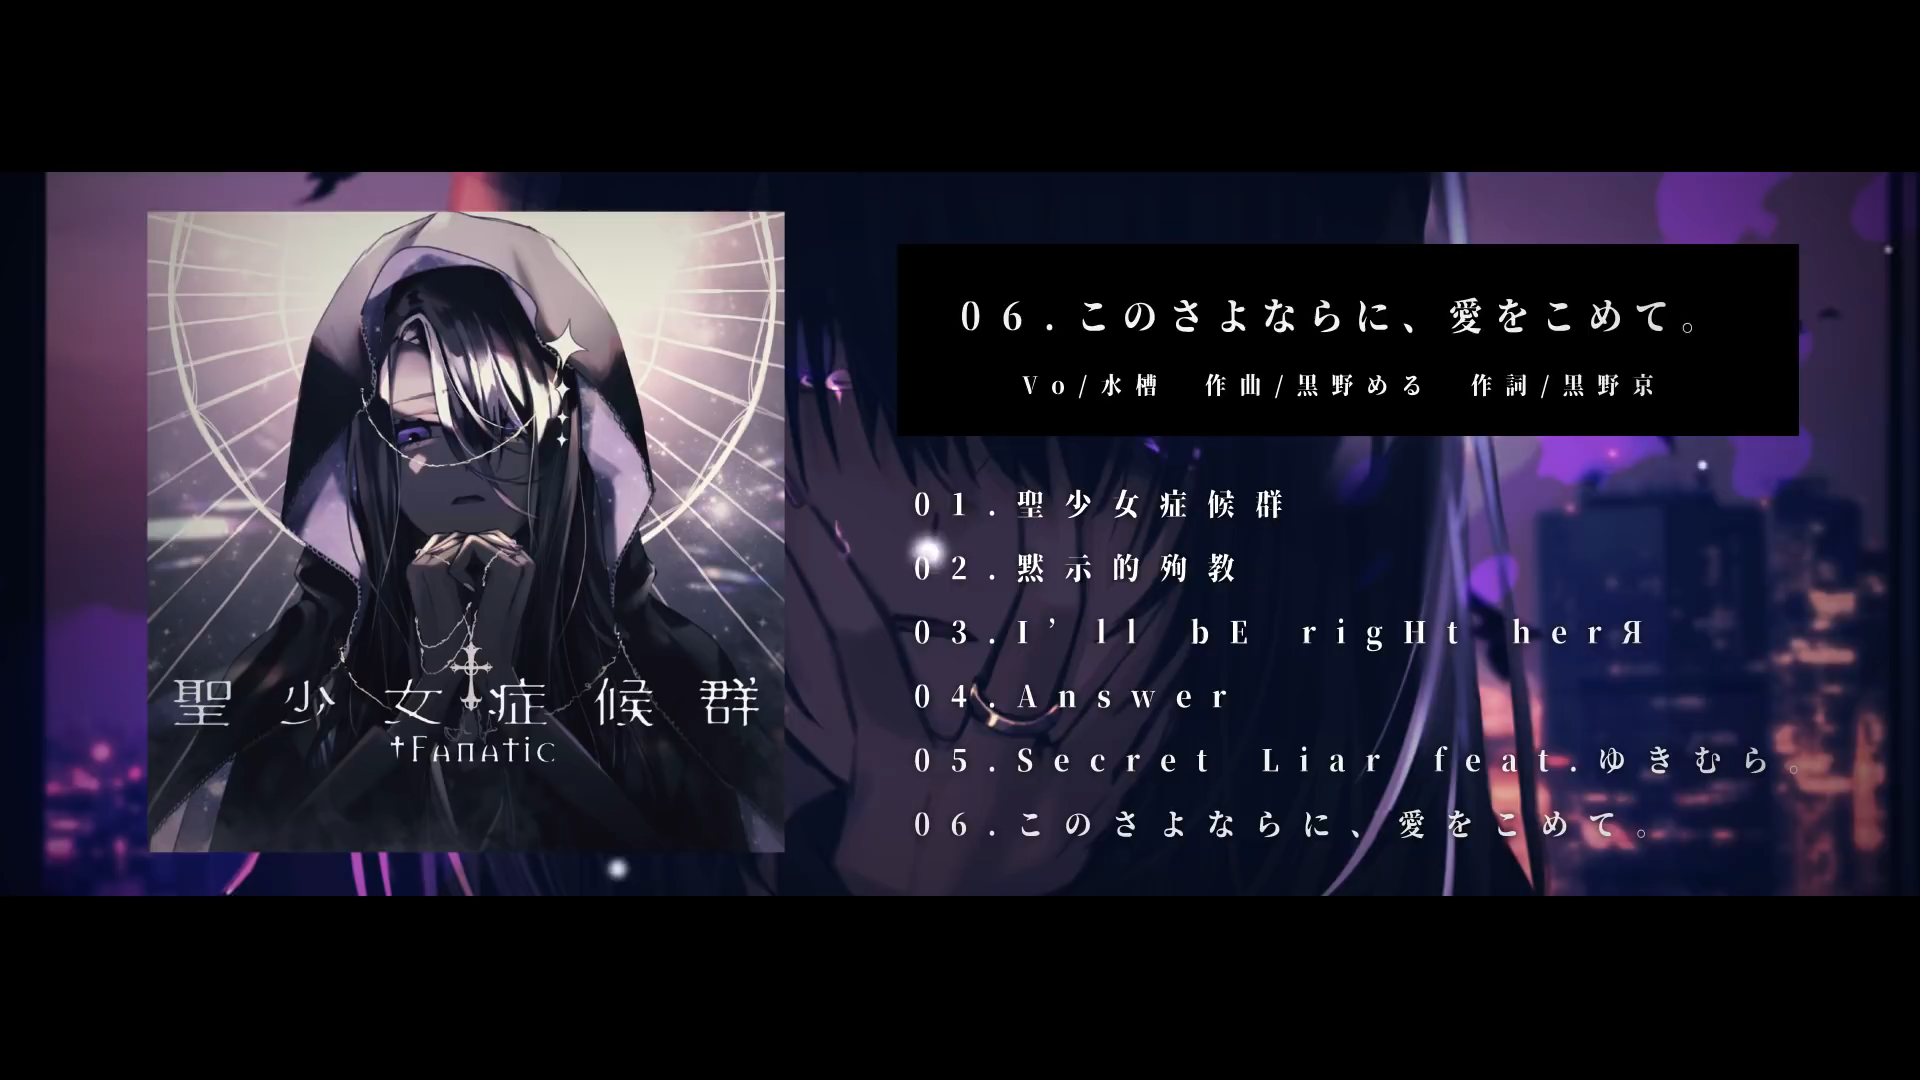 聖少女症候群
†Fanatic
06.このさよならに、愛をこめて。
Vo/水槽 作曲/黒野める 作詞/黒野京
01.聖少女症候群
02.黙示的殉教
03.I’ll bE rigHt herЯ
04.Answer
05.Secret Liar feat.ゆきむら。
06.このさよならに、愛をこめて。